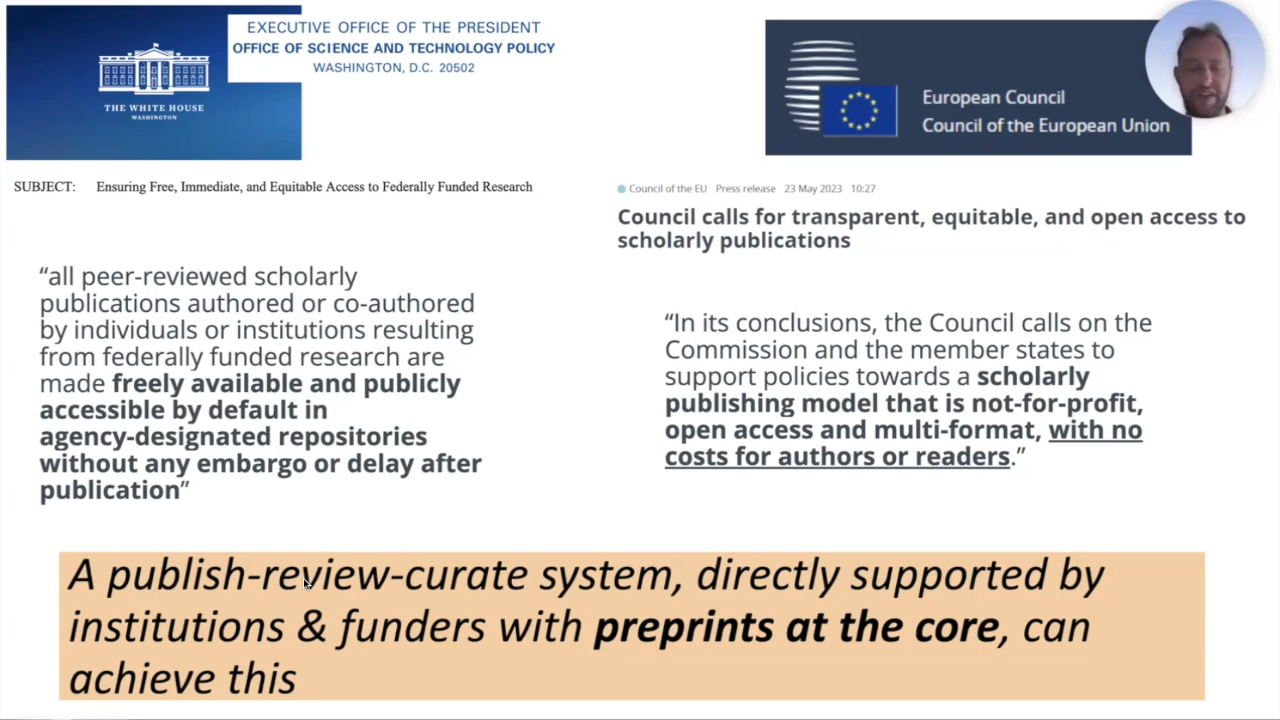 EXECUTIVE OFFICE OF THE PRESIDENT
OFFICE OF SCIENCE AND TECHNOLOGY POLICY
WASHINGTON, D.C. 20502
THE WHITE HOUSE
WASHINGTON
SUBJECT: Ensuring Free, Immediate, and Equitable Access to Federally Funded Research
“all peer-reviewed scholarly
publications authored or co-authored
by individuals or institutions resulting
from federally funded research are
made freely available and publicly
accessible by default in
agency-designated repositories
without any embargo or delay after
publication”
European Council
Council of the European Union
Council of the EU Press release 23 May 2023 10:27
Council calls for transparent, equitable, and open access to
scholarly publications
“In its conclusions, the Council calls on the
Commission and the member states to
support policies towards a scholarly
publishing model that is not-for-profit,
open access and multi-format, with no
costs for authors or readers.”
A publish-review-curate system, directly supported by
institutions & funders with preprints at the core, can
achieve this